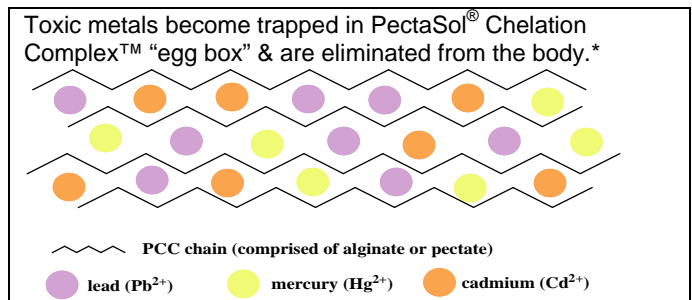 Toxic metals become trapped in PectaSol® Chelation
Complex™ “egg box” & are eliminated from the body.*
PCC chain (comprised of alginate or pectate)
lead (Pb²⁺) mercury (Hg²⁺) cadmium (Cd²⁺)